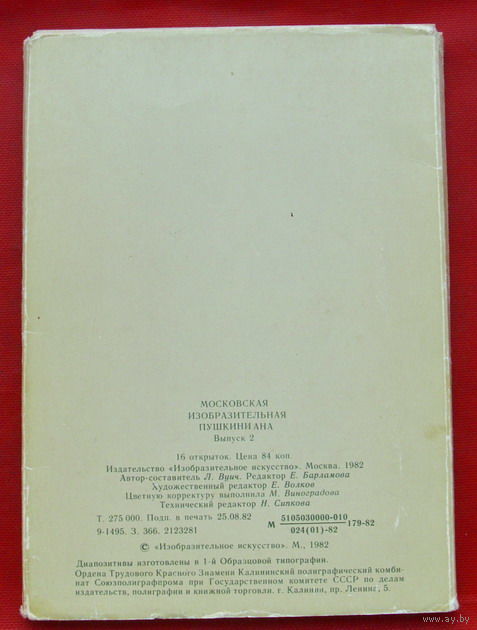 МОСКОВСКАЯ
ИЗОБРАЗИТЕЛЬНАЯ
ПУШКИНИАНА
Выпуск 2
16 открыток. Цена 84 коп.
Издательство «Изобразительное искусство». Москва. 1982
Автор-составитель Л. Вуич. Редактор Е. Барламова
Художественный редактор Е. Волков
Цветную корректуру выполнила М. Виноградова
Технический редактор Н. Сипкова
Т. 275 000. Подп. в печать 25.08.82
9-1495. З. 366. 2123281
М 5105030000-010 179-82
024(01)-82
© «Изобразительное искусство». М., 1982
Диапозитивы изготовлены в 1-й Образцовой типографии.
Ордена Трудового Красного Знамени Калининский полиграфический комби-
нат Союзполиграфпрома при Государственном комитете СССР по делам
издательств, полиграфии и книжной торговли. г. Калинин, пр. Ленина, 5.
www.ay.by